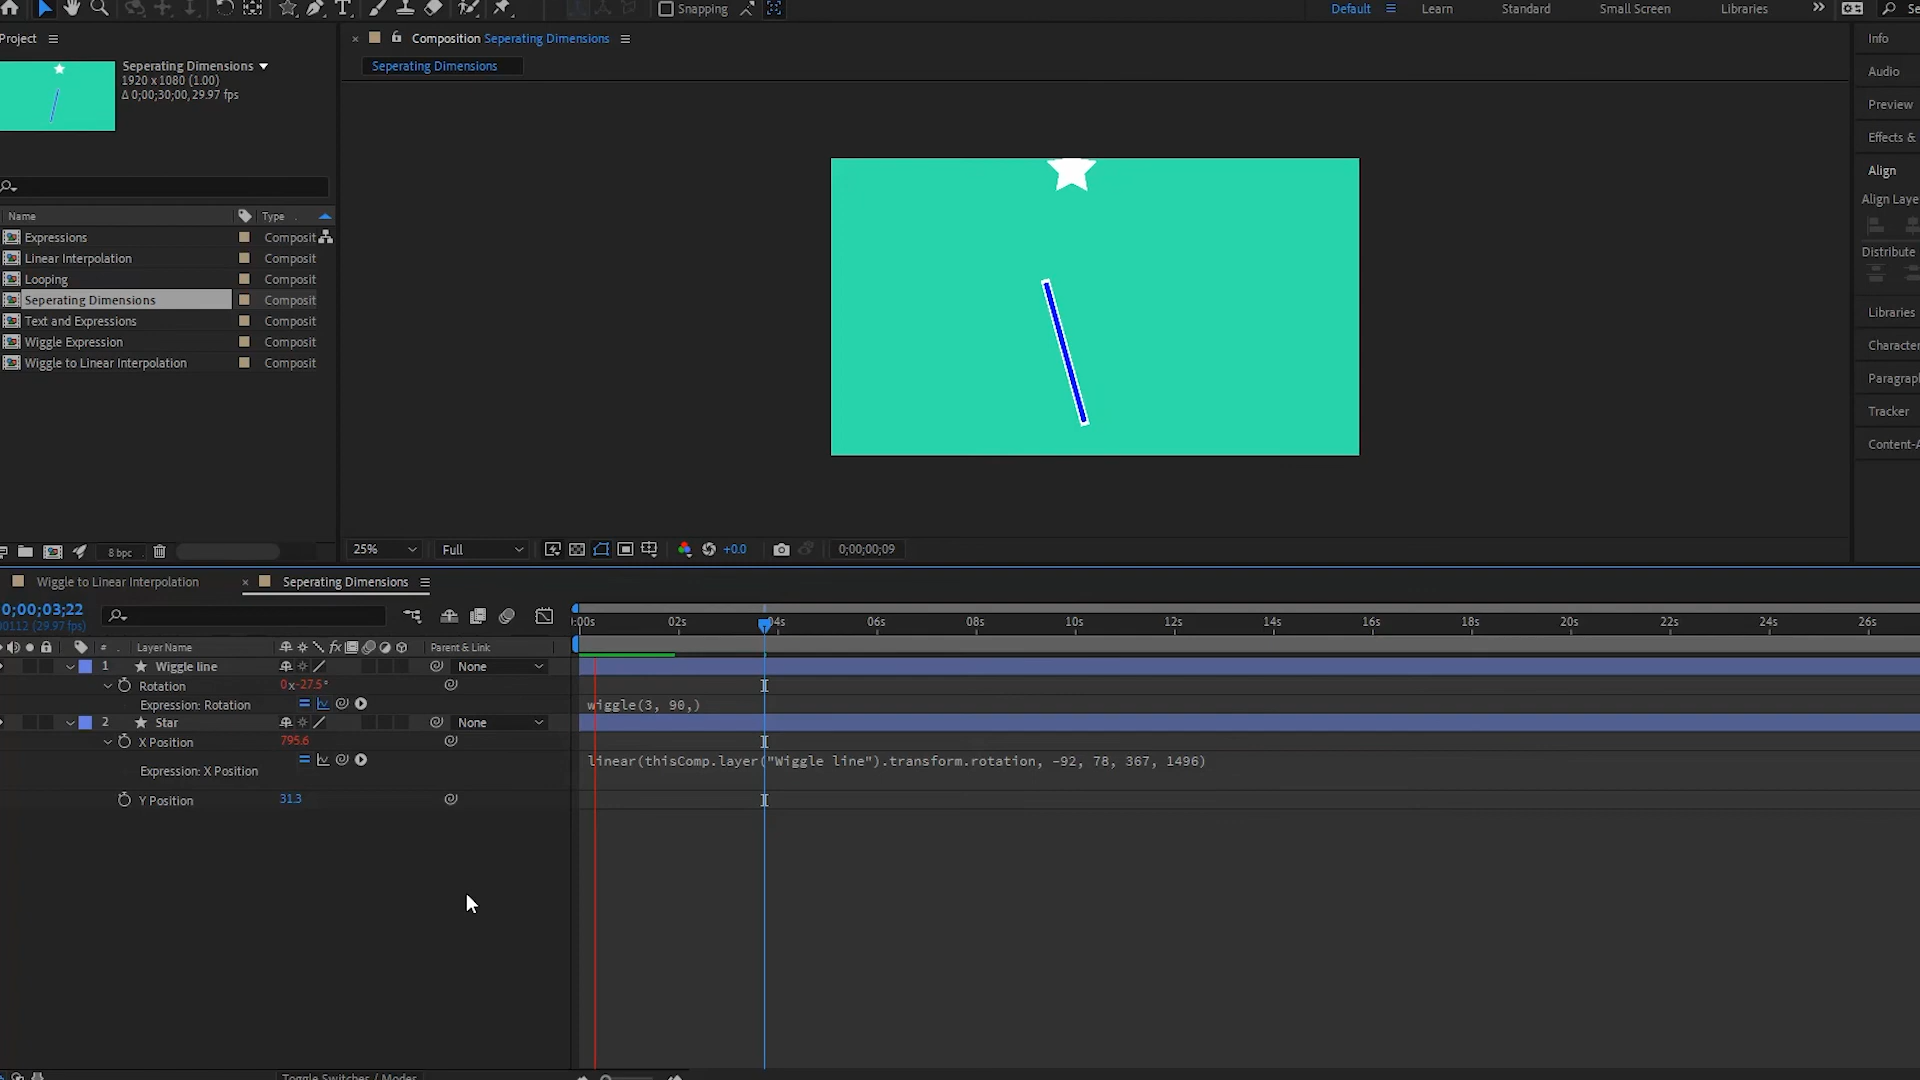 Snapping
Default
Learn
Standard
Small Screen
Libraries
Project
Composition Seperating Dimensions
Info
Seperating Dimensions
1920 x 1080 (1.00)
Δ 0;00;30;00, 29.97 fps
Seperating Dimensions
Audio
Preview
Effects &
Align
Align Laye
Distribute
Libraries
Character
Paragrap
Tracker
Content-A
Name
Type
Expressions
Composit
Linear Interpolation
Composit
Looping
Composit
Seperating Dimensions
Composit
Text and Expressions
Composit
Wiggle Expression
Composit
Wiggle to Linear Interpolation
Composit
8 bpc
25%
Full
+0.0
0;00;00;09
Wiggle to Linear Interpolation
Seperating Dimensions
0;00;03;22
00112 (29.97 fps)
:00s
02s
04s
06s
08s
10s
12s
14s
16s
18s
20s
22s
24s
26s
#
Layer Name
Parent & Link
1
Wiggle line
None
Rotation
0x-27.5°
Expression: Rotation
wiggle(3, 90,)
2
Star
None
X Position
795.6
Expression: X Position
linear(thisComp.layer("Wiggle line").transform.rotation, -92, 78, 367, 1496)
Y Position
31.3
Toggle Switches / Modes